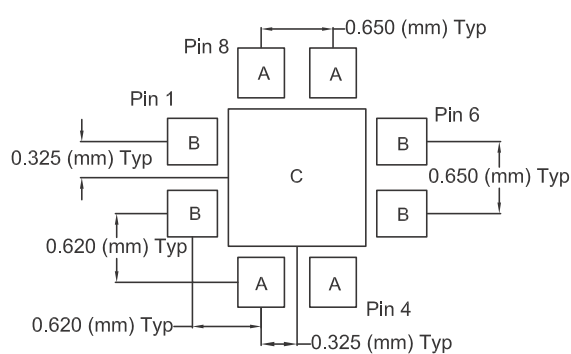 0.650 (mm) Typ
Pin 8
A A
Pin 1
Pin 6
B B
0.325 (mm) Typ
C
0.650 (mm) Typ
B B
0.620 (mm) Typ
A A
Pin 4
0.620 (mm) Typ
0.325 (mm) Typ